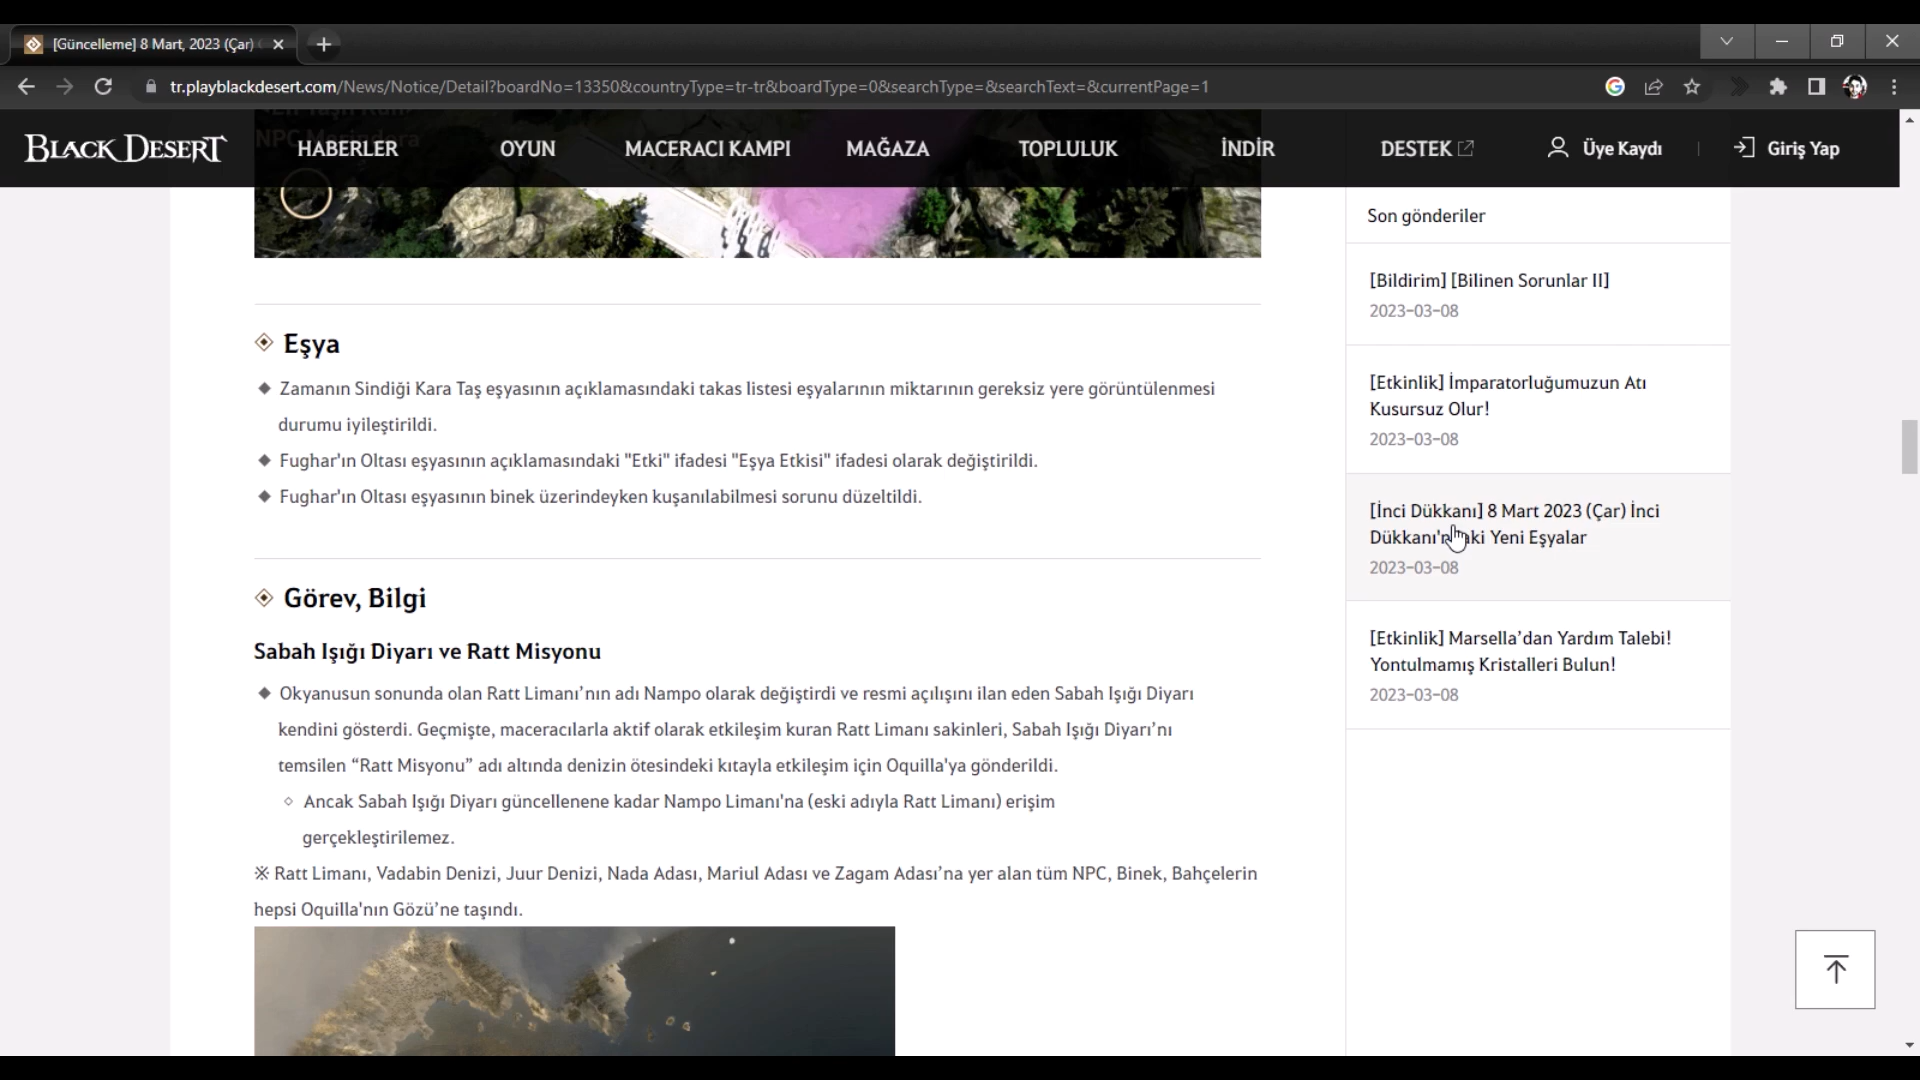 [Güncelleme] 8 Mart, 2023 (Çar)
tr.playblackdesert.com/News/Notice/Detail?boardNo=13350&countryType=tr-tr&boardType=0&searchType=&searchText=&currentPage=1
BLACK DESERT
HABERLER
OYUN
MACERACI KAMPI
MAĞAZA
TOPLULUK
İNDİR
DESTEK
Üye Kaydı
Giriş Yap
Eşya
Zamanın Sindiği Kara Taş eşyasının açıklamasındaki takas listesi eşyalarının miktarının gereksiz yere görüntülenmesi
durumu iyileştirildi.
Fughar'ın Oltası eşyasının açıklamasındaki "Etki" ifadesi "Eşya Etkisi" ifadesi olarak değiştirildi.
Fughar'ın Oltası eşyasının binek üzerindeyken kuşanılabilmesi sorunu düzeltildi.
Görev, Bilgi
Sabah Işığı Diyarı ve Ratt Misyonu
Okyanusun sonunda olan Ratt Limanı’nın adı Nampo olarak değiştirdi ve resmi açılışını ilan eden Sabah Işığı Diyarı
kendini gösterdi. Geçmişte, maceracılarla aktif olarak etkileşim kuran Ratt Limanı sakinleri, Sabah Işığı Diyarı’nı
temsilen “Ratt Misyonu” adı altında denizin ötesindeki kıtayla etkileşim için Oquilla'ya gönderildi.
Ancak Sabah Işığı Diyarı güncellenene kadar Nampo Limanı'na (eski adıyla Ratt Limanı) erişim
gerçekleştirilemez.
※ Ratt Limanı, Vadabin Denizi, Juur Denizi, Nada Adası, Mariul Adası ve Zagam Adası’na yer alan tüm NPC, Binek, Bahçelerin
hepsi Oquilla'nın Gözü’ne taşındı.
Son gönderiler
[Bildirim] [Bilinen Sorunlar II]
2023-03-08
[Etkinlik] İmparatorluğumuzun Atı
Kusursuz Olur!
2023-03-08
[İnci Dükkanı] 8 Mart 2023 (Çar) İnci
Dükkanı'ndaki Yeni Eşyalar
2023-03-08
[Etkinlik] Marsella’dan Yardım Talebi!
Yontulmamış Kristalleri Bulun!
2023-03-08